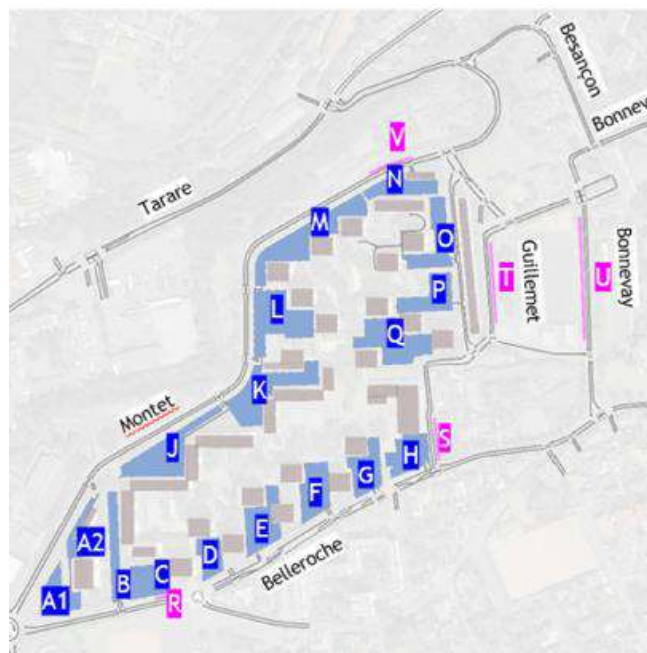 Besançon
Bonnev
V
N
Tarare
M
O
Guillemet
Bonnevay
U
P
L
Q
K
Montet
S
J
H
G
F
A2
E
Belleroche
D
C
B
A1
R